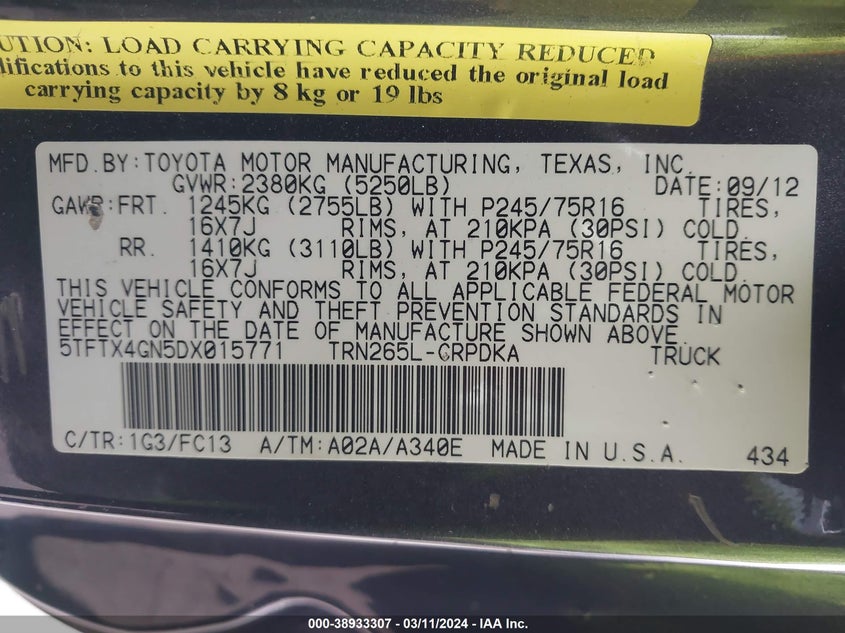 UTION: LOAD CARRYING CAPACITY REDUCED
difications to this vehicle have reduced the original load
carrying capacity by 8 kg or 19 lbs
MFD.BY:TOYOTA MOTOR MANUFACTURING, TEXAS, INC.
GVWR:2380KG (5250LB) DATE:09/12
GAWR:FRT. 1245KG (2755LB) WITH P245/75R16 TIRES,
16X7J RIMS, AT 210KPA (30PSI) COLD.
RR. 1410KG (3110LB) WITH P245/75R16 TIRES,
16X7J RIMS, AT 210KPA (30PSI) COLD.
THIS VEHICLE CONFORMS TO ALL APPLICABLE FEDERAL MOTOR
VEHICLE SAFETY AND THEFT PREVENTION STANDARDS IN
EFFECT ON THE DATE OF MANUFACTURE SHOWN ABOVE.
5TFTX4GN5DX015771 TRN265L-CRPDKA TRUCK
C/TR:1G3/FC13 A/TM:A02A/A340E MADE IN U.S.A. 434
000-38933307 - 03/11/2024 - IAA Inc.